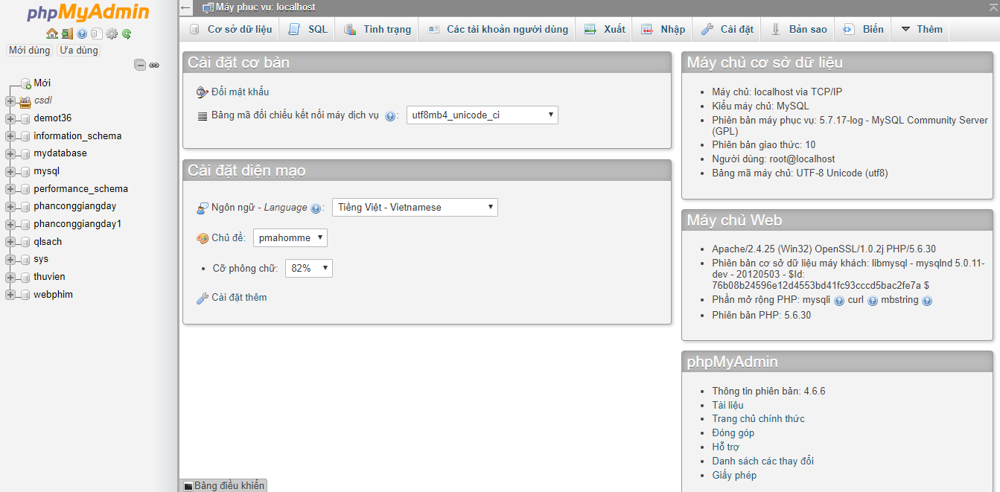 phpMyAdmin
Mới dùng Ưa dùng
Mới
csdl
demot36
information_schema
mydatabase
mysql
performance_schema
phanconggiangday
phanconggiangday1
qlsach
sys
thuvien
webphim
Máy phục vụ: localhost
Cơ sở dữ liệu SQL Tình trạng Các tài khoản người dùng Xuất Nhập Cài đặt Bản sao Biến Thêm
Cài đặt cơ bản
Đổi mật khẩu
Bảng mã đối chiếu kết nối máy dịch vụ : utf8mb4_unicode_ci
Cài đặt diện mạo
Ngôn ngữ - Language : Tiếng Việt - Vietnamese
Chủ đề: pmahomme
Cỡ phông chữ: 82%
Cài đặt thêm
Bảng điều khiển
Máy chủ cơ sở dữ liệu
Máy chủ: localhost via TCP/IP
Kiểu máy chủ: MySQL
Phiên bản máy phục vụ: 5.7.17-log - MySQL Community Server
(GPL)
Phiên bản giao thức: 10
Người dùng: root@localhost
Bảng mã máy chủ: UTF-8 Unicode (utf8)
Máy chủ Web
Apache/2.4.25 (Win32) OpenSSL/1.0.2j PHP/5.6.30
Phiên bản cơ sở dữ liệu máy khách: libmysql - mysqlnd 5.0.11-
dev - 20120503 - $Id:
76b08b24596e12d4553bd41fc93cccd5bac2fe7a $
Phần mở rộng PHP: mysqli curl mbstring
Phiên bản PHP: 5.6.30
phpMyAdmin
Thông tin phiên bản: 4.6.6
Tài liệu
Trang chủ chính thức
Đóng góp
Hỗ trợ
Danh sách các thay đổi
Giấy phép